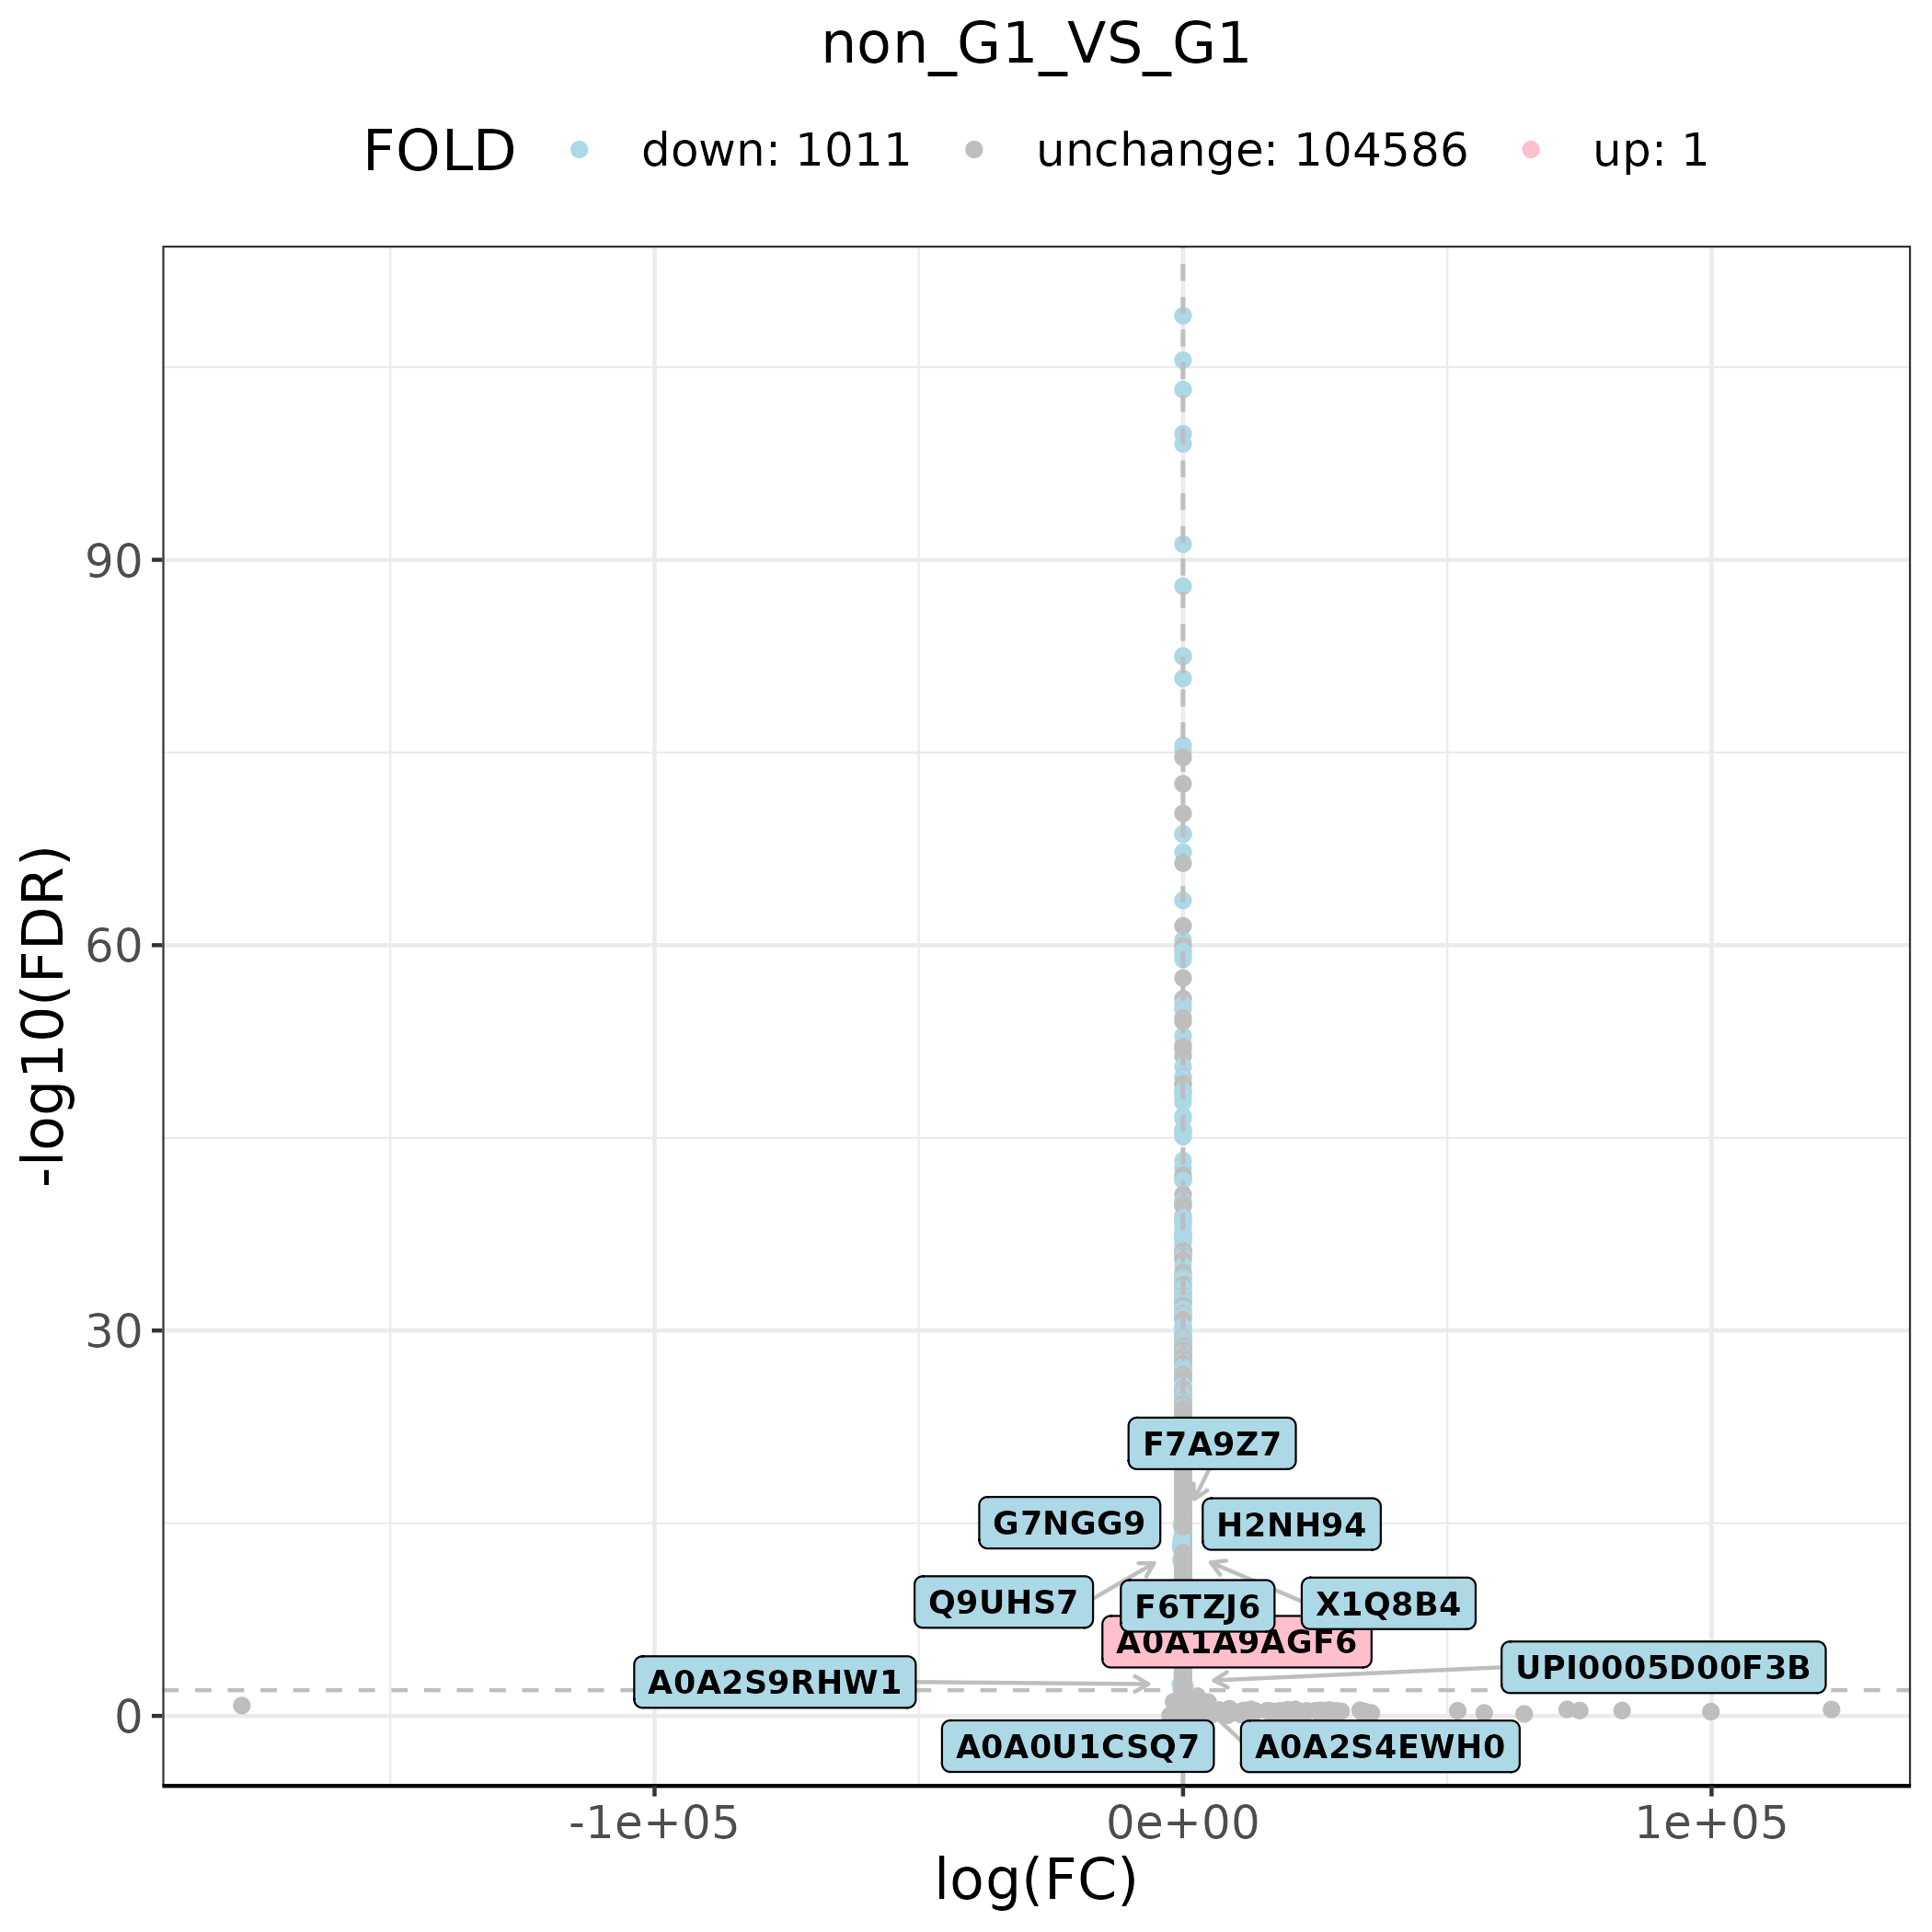 non_G1_VS_G1
FOLD down: 1011 unchange: 104586 up: 1
-log10(FDR)
90
60
30
0
F7A9Z7
G7NGG9
H2NH94
Q9UHS7
F6TZJ6
X1Q8B4
A0A1A9AGF6
A0A2S9RHW1
UPI0005D00F3B
A0A0U1CSQ7
A0A2S4EWH0
-1e+05 0e+00 1e+05
log(FC)